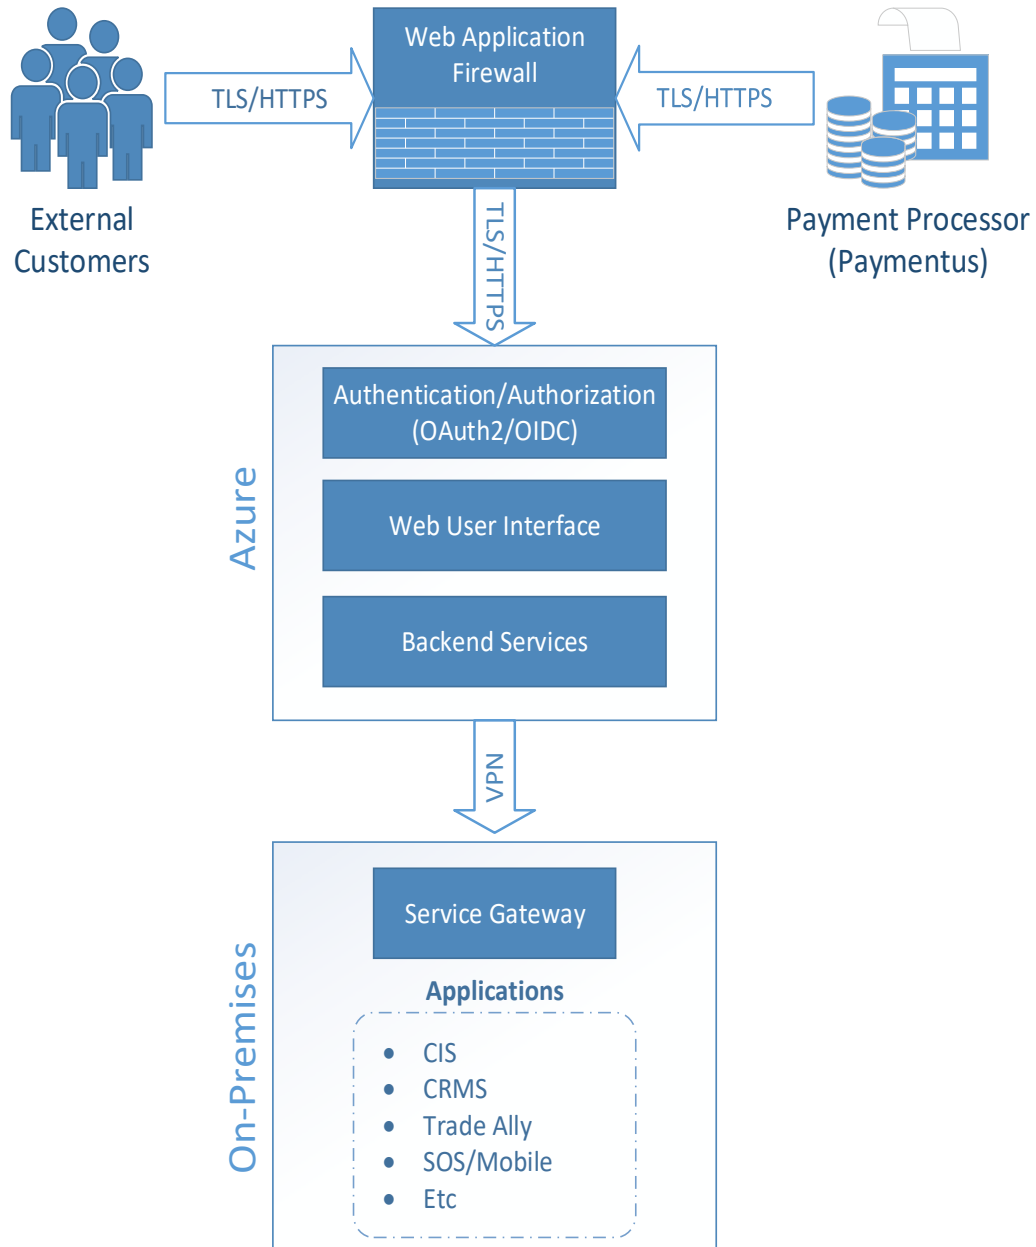 Web Application
Firewall
TLS/HTTPS
TLS/HTTPS
External
Customers
Payment Processor
(Paymentus)
TLS/HTTPS
Azure
Authentication/Authorization
(OAuth2/OIDC)
Web User Interface
Backend Services
VPN
On-Premises
Service Gateway
Applications
• CIS
• CRMS
• Trade Ally
• SOS/Mobile
• Etc